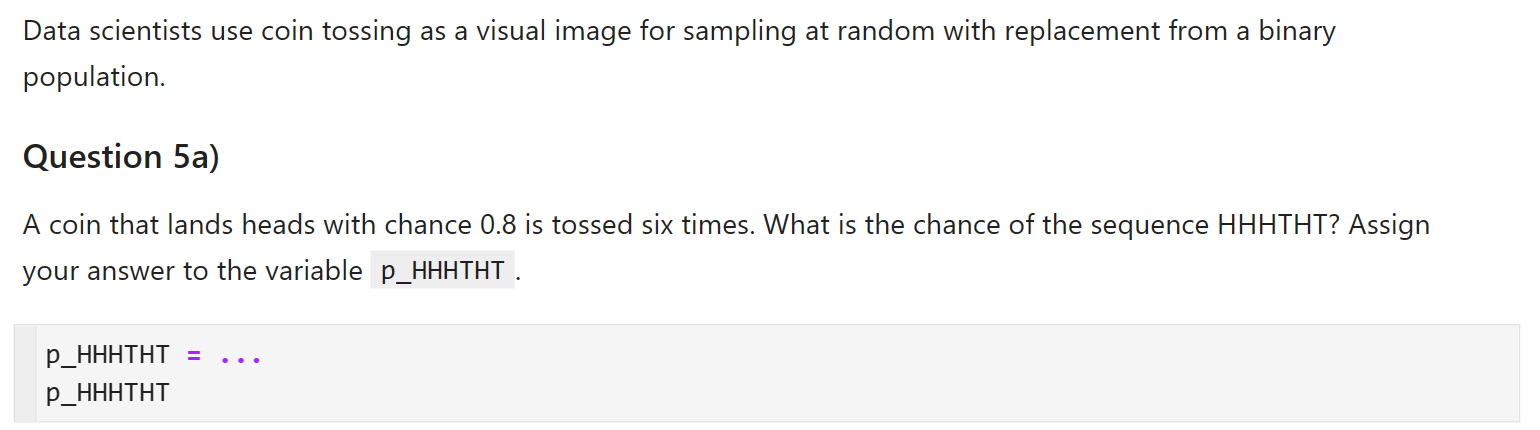 Data scientists use coin tossing as a visual image for sampling at random with replacement from a binary
population.
Question 5a)
A coin that lands heads with chance 0.8 is tossed six times. What is the chance of the sequence HHHTHT? Assign
your answer to the variable p_HHHTHT .
p_HHHTHT = ...
p_HHHTHT